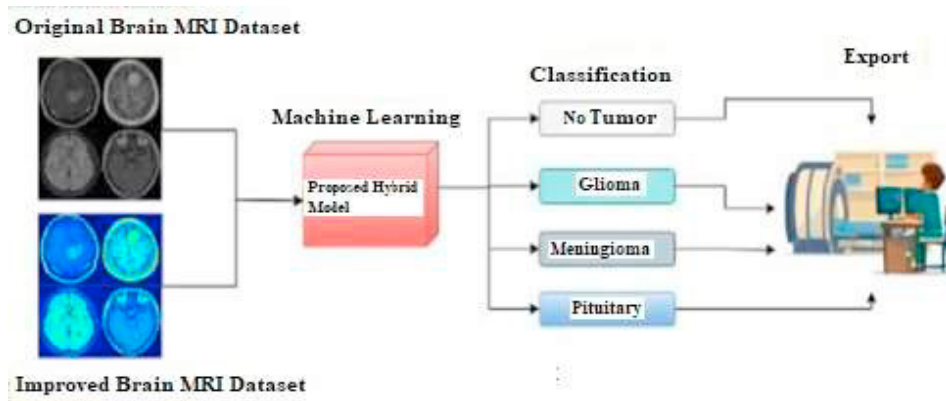 Original Brain MRI Dataset
Improved Brain MRI Dataset
Machine Learning
Proposed Hybrid
Model
Classification
No Tumor
Glioma
Meningioma
Pituitary
Export